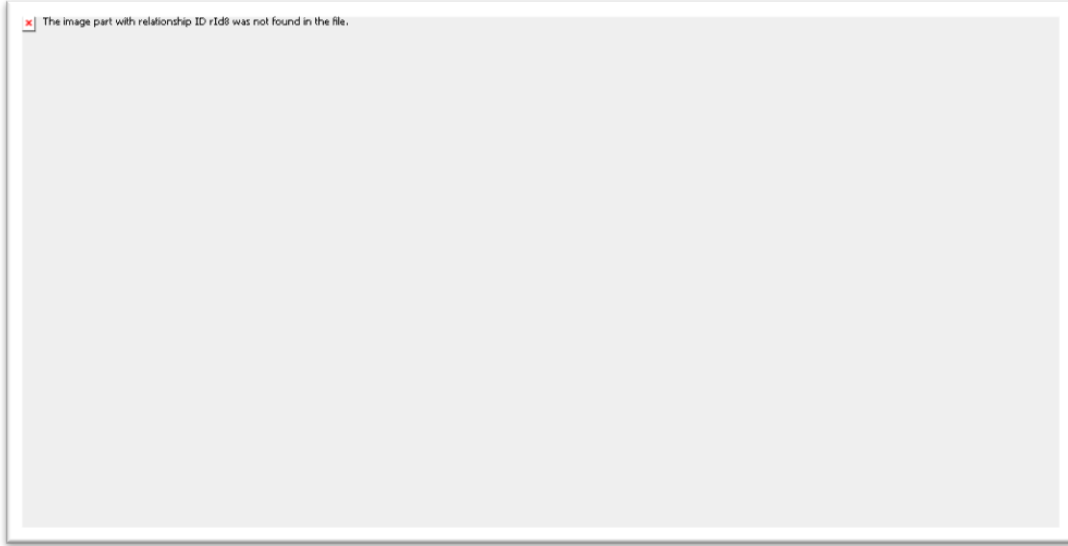 The image part with relationship ID rId8 was not found in the file.